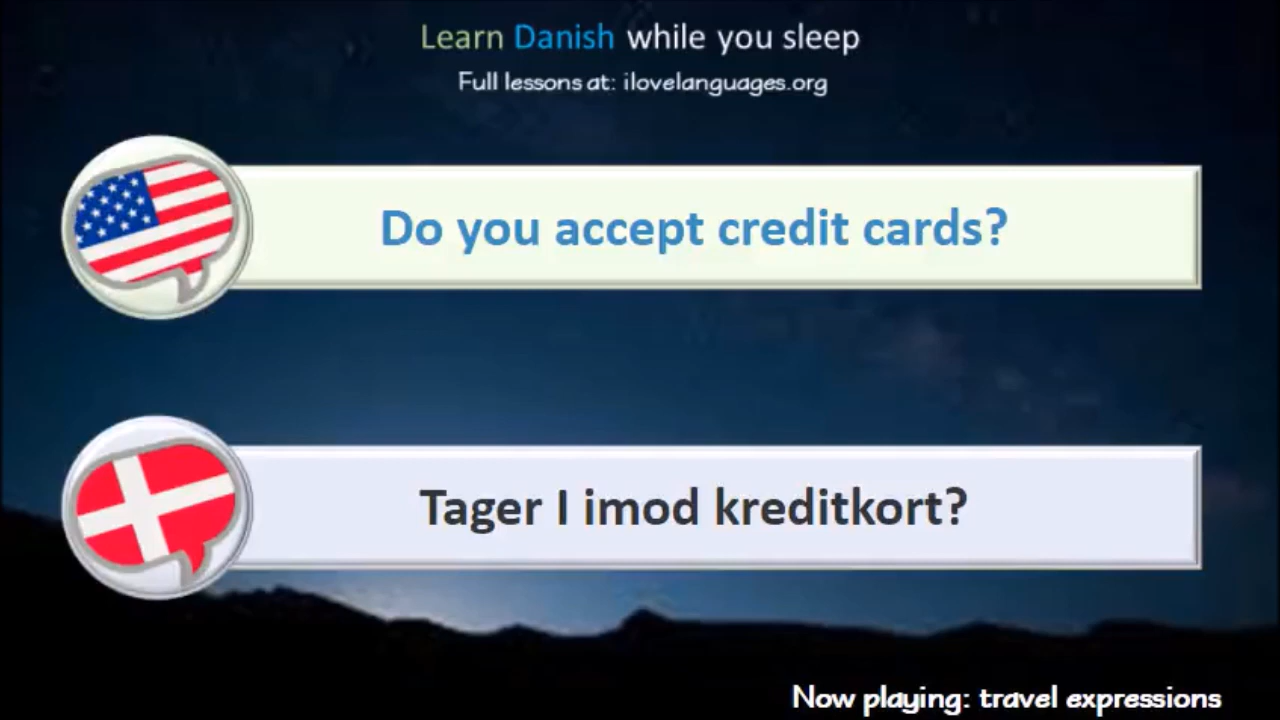 Learn Danish while you sleep
Full lessons at: ilovelanguages.org
Do you accept credit cards?
Tager I imod kreditkort?
Now playing: travel expressions